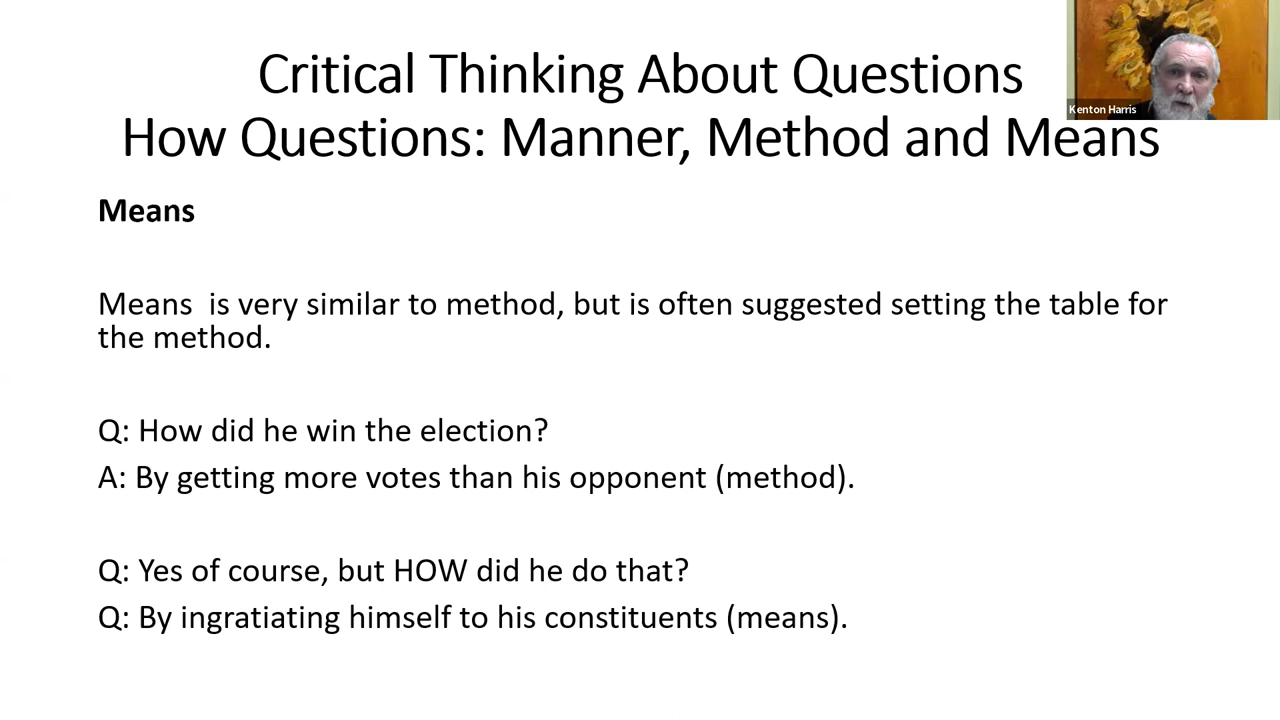 Critical Thinking About Questions
How Questions: Manner, Method and Means
Kenton Harris
Means
Means  is very similar to method, but is often suggested setting the table for
the method.
Q: How did he win the election?
A: By getting more votes than his opponent (method).
Q: Yes of course, but HOW did he do that?
Q: By ingratiating himself to his constituents (means).